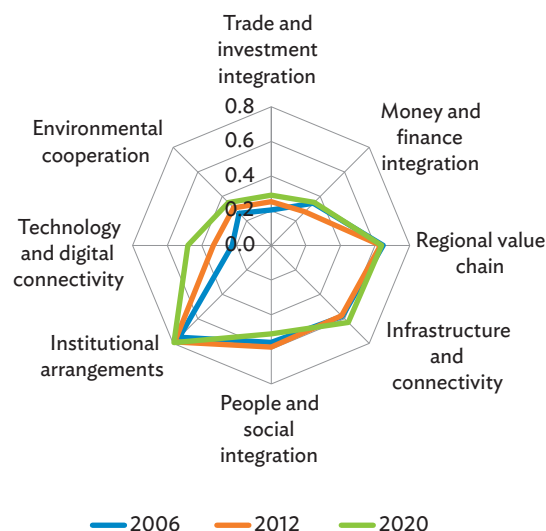 Trade and
investment
integration
Money and
finance
integration
Regional value
chain
Infrastructure
and
connectivity
People and
social
integration
Institutional
arrangements
Technology
and digital
connectivity
Environmental
cooperation
0.8
0.6
0.4
0.2
0.0
2006 2012 2020